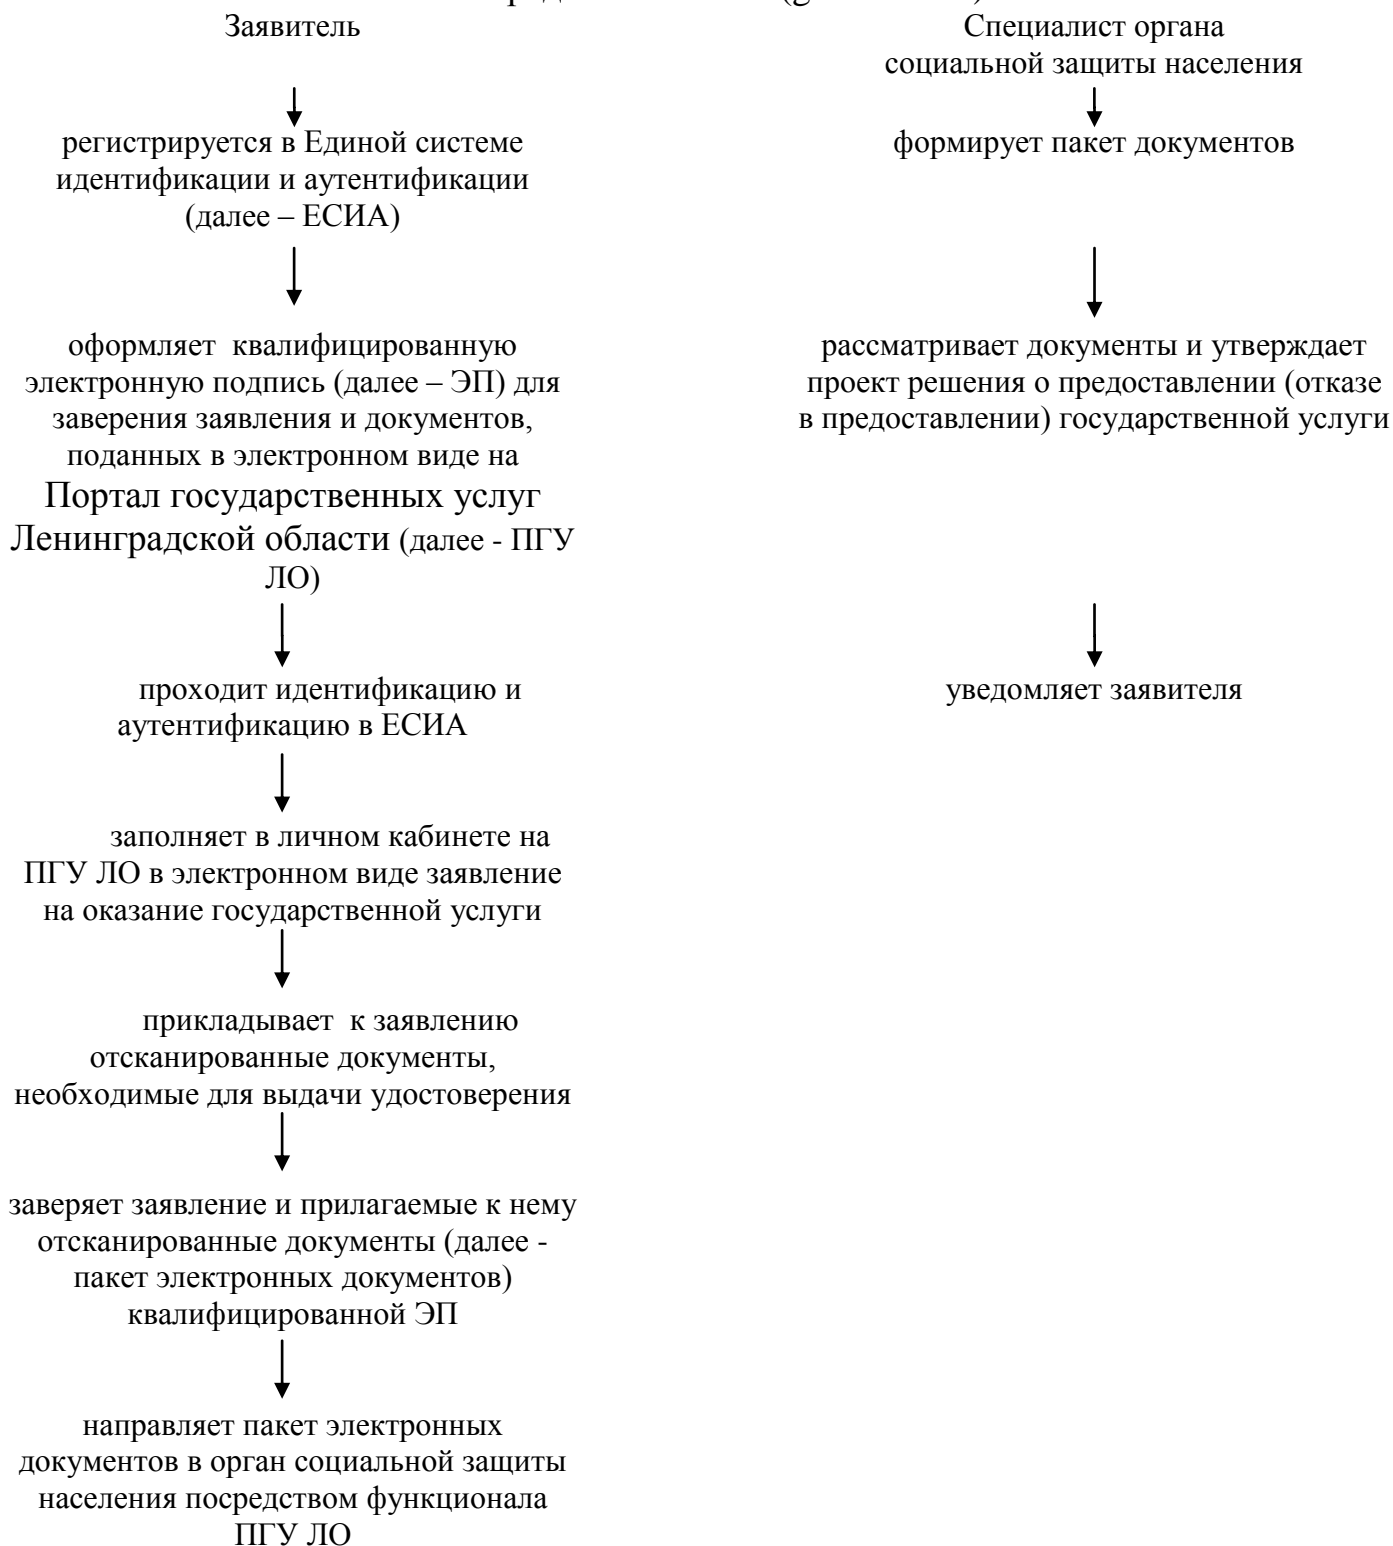 Заявитель
регистрируется в Единой системе
идентификации и аутентификации
(далее – ЕСИА)
оформляет квалифицированную
электронную подпись (далее – ЭП) для
заверения заявления и документов,
поданных в электронном виде на
Портал государственных услуг
Ленинградской области (далее - ПГУ
ЛО)
проходит идентификацию и
аутентификацию в ЕСИА
заполняет в личном кабинете на
ПГУ ЛО в электронном виде заявление
на оказание государственной услуги
прикладывает к заявлению
отсканированные документы,
необходимые для выдачи удостоверения
заверяет заявление и прилагаемые к нему
отсканированные документы (далее -
пакет электронных документов)
квалифицированной ЭП
направляет пакет электронных
документов в орган социальной защиты
населения посредством функционала
ПГУ ЛО
Специалист органа
социальной защиты населения
формирует пакет документов
рассматривает документы и утверждает
проект решения о предоставлении (отказе
в предоставлении) государственной услуги
уведомляет заявителя